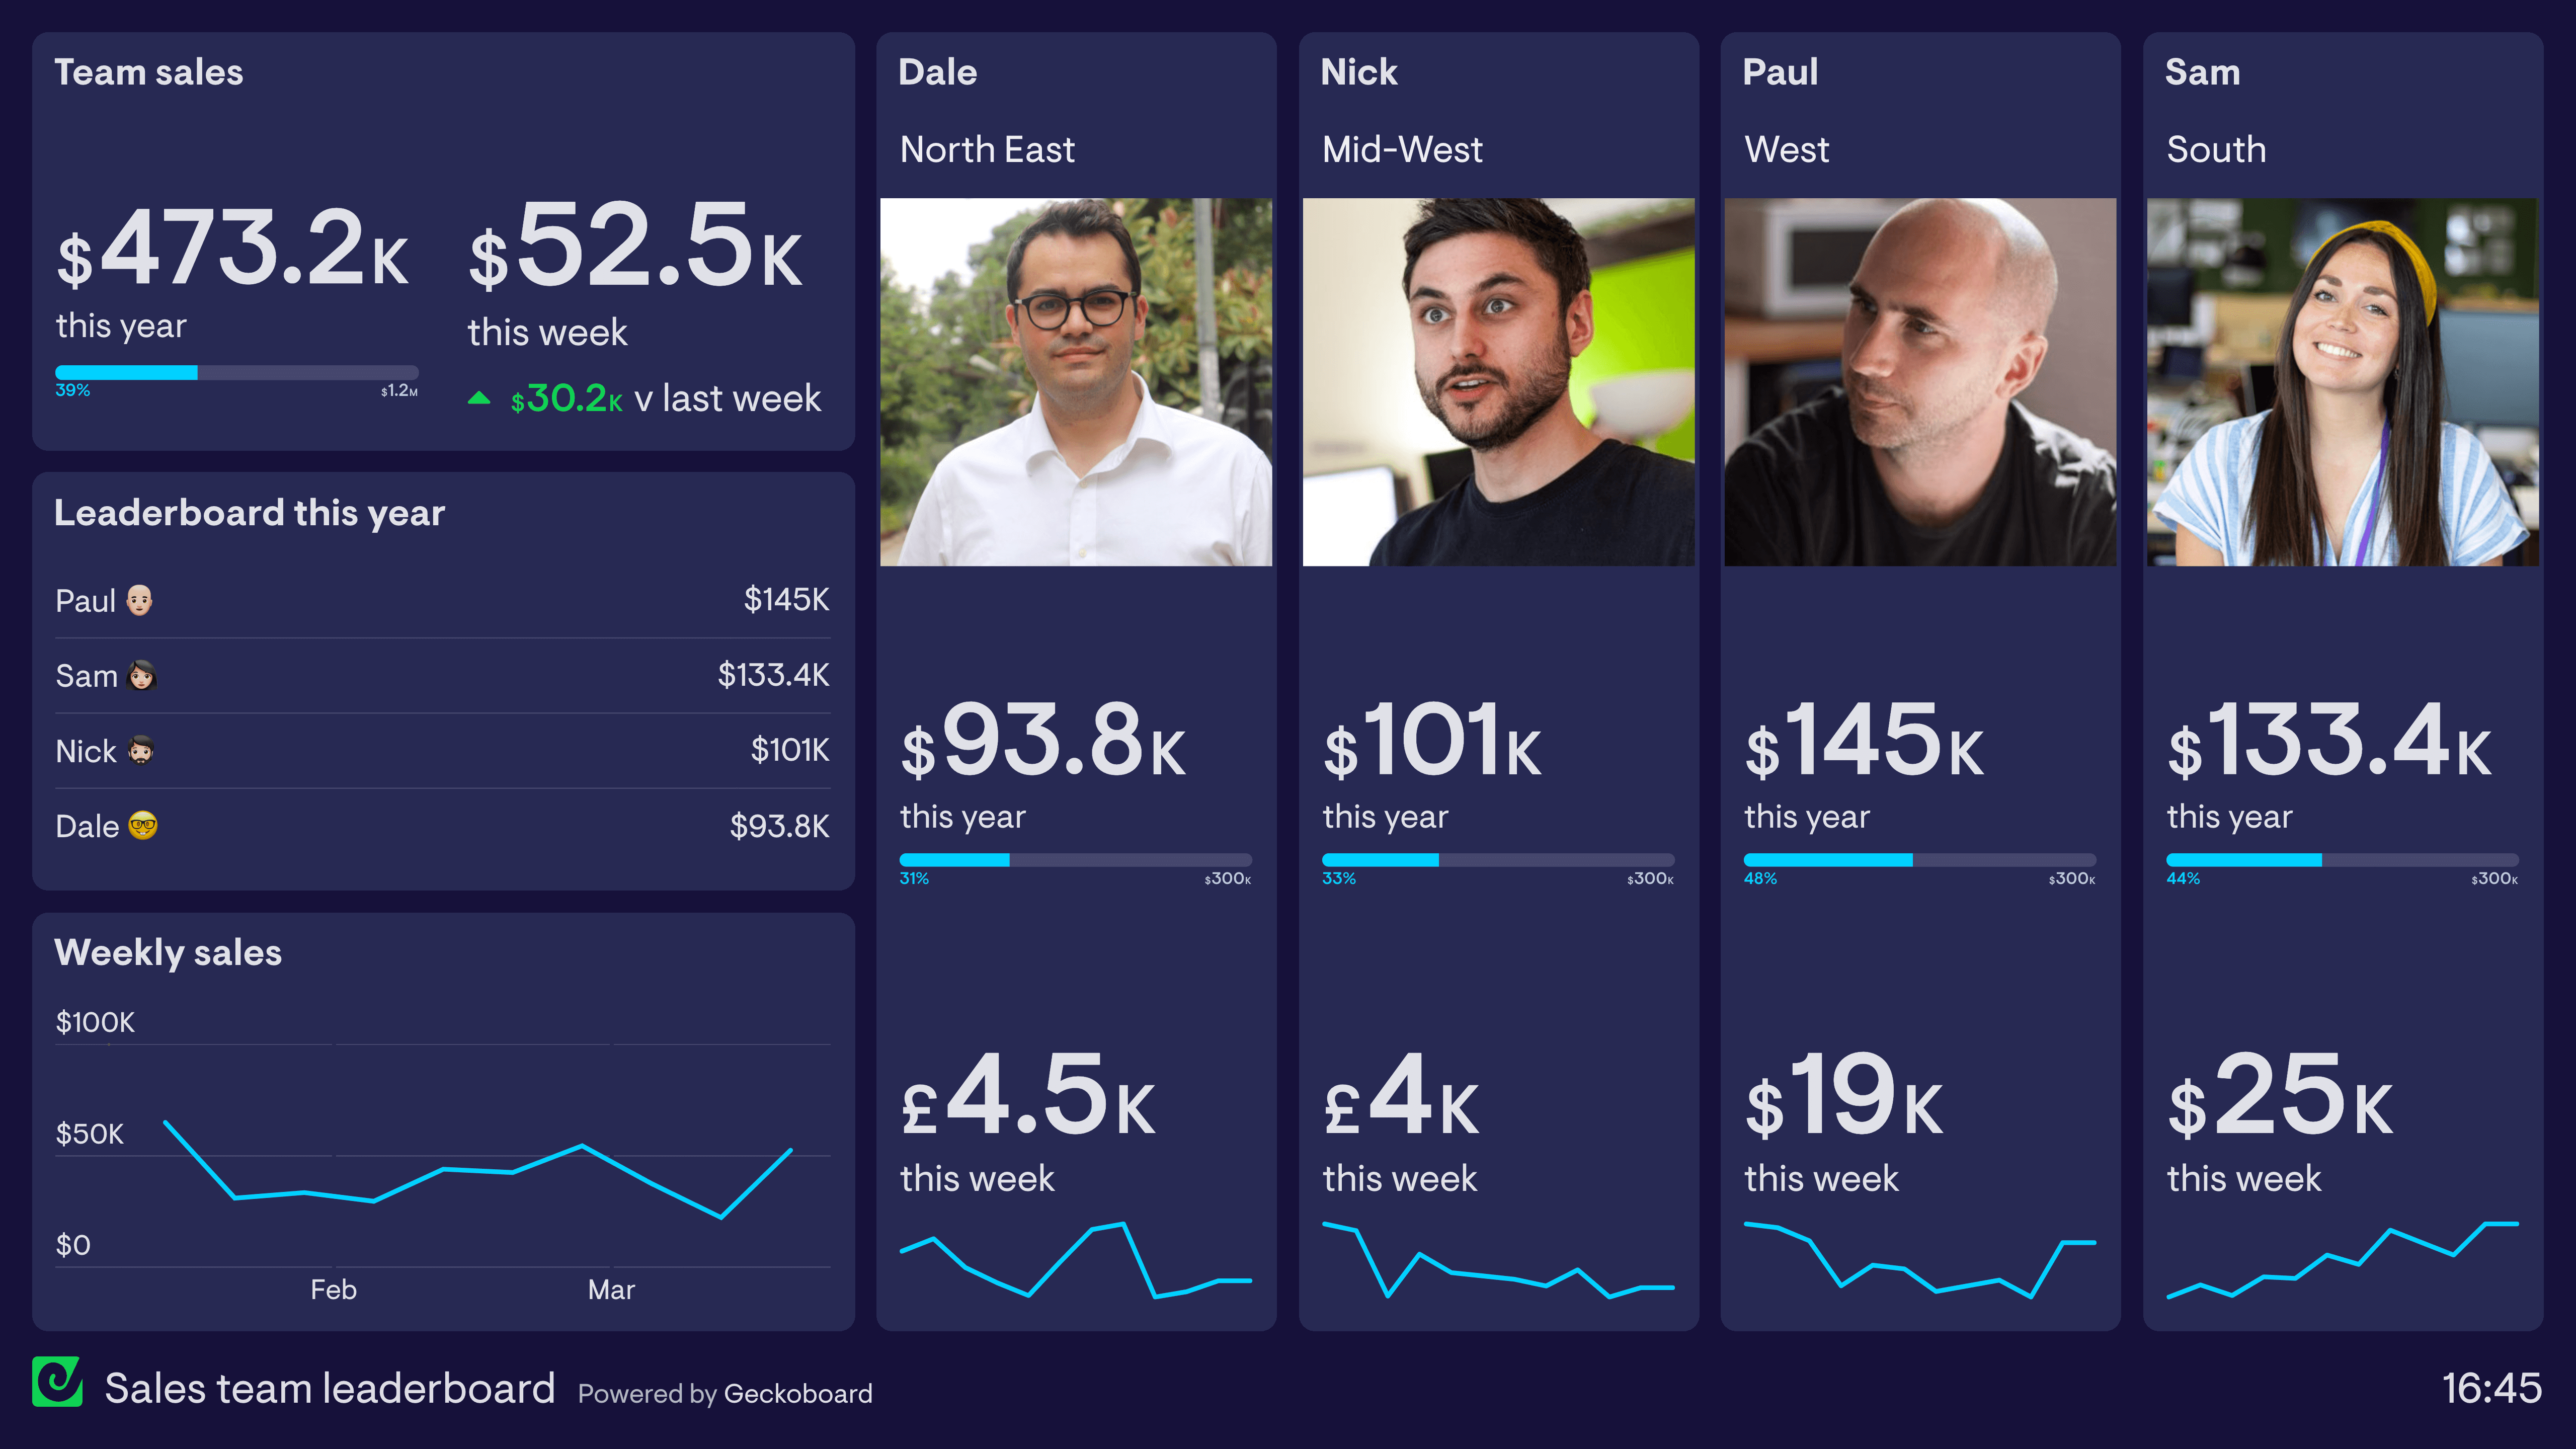 Team sales
$473.2K
this year
39% $1.2M
$52.5K
this week
$30.2K v last week
Leaderboard this year
Paul $145K
Sam $133.4K
Nick $101K
Dale $93.8K
Weekly sales
$100K
$50K
$0
Feb Mar
Dale
North East
$93.8K
this year
31% $300K
£4.5K
this week
Nick
Mid-West
$101K
this year
33% $300K
£4K
this week
Paul
West
$145K
this year
48% $300K
$19K
this week
Sam
South
$133.4K
this year
44% $300K
$25K
this week
Sales team leaderboard Powered by Geckoboard
16:45